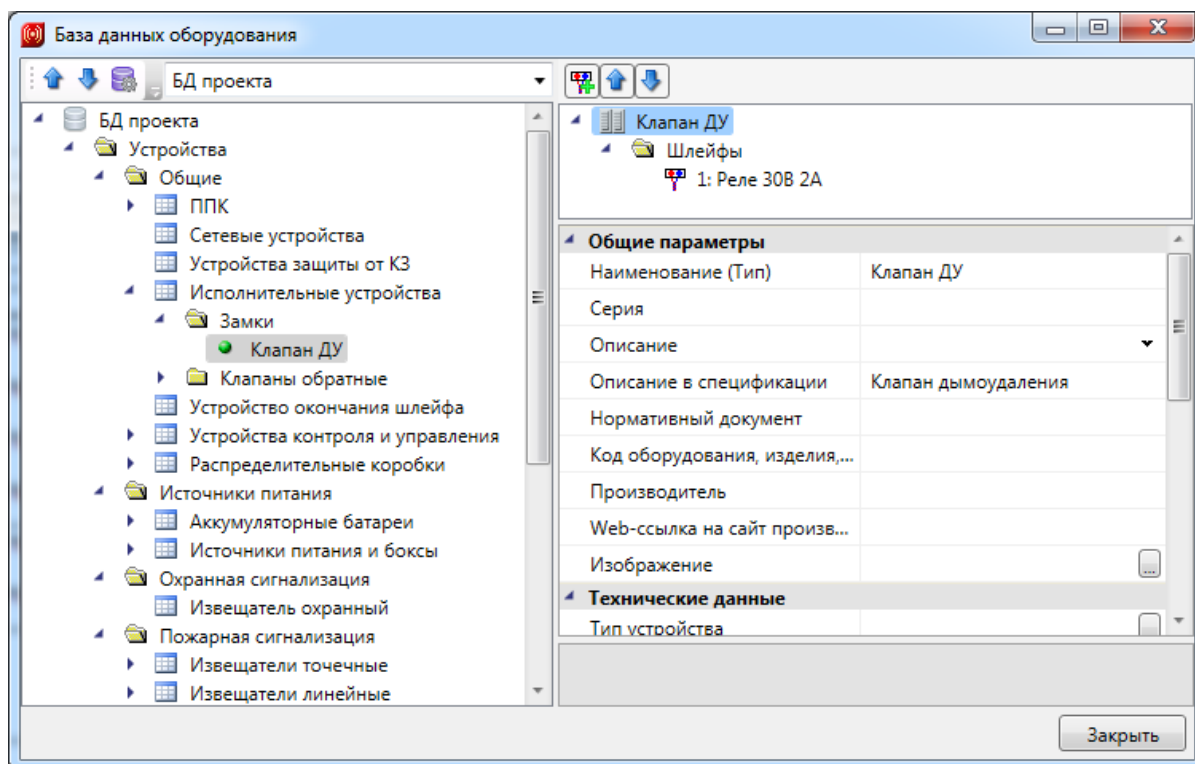 База данных оборудования
БД проекта
БД проекта
Устройства
Общие
ППК
Сетевые устройства
Устройства защиты от КЗ
Исполнительные устройства
Замки
Клапан ДУ
Клапаны обратные
Устройство окончания шлейфа
Устройства контроля и управления
Распределительные коробки
Источники питания
Аккумуляторные батареи
Источники питания и боксы
Охранная сигнализация
Извещатель охранный
Пожарная сигнализация
Извещатели точечные
Извещатели линейные
Клапан ДУ
Шлейфы
1: Реле 30В 2А
Общие параметры
Наименование (Тип) Клапан ДУ
Серия
Описание
Описание в спецификации Клапан дымоудаления
Нормативный документ
Код оборудования, изделия,...
Производитель
Web-ссылка на сайт произв...
Изображение ...
Технические данные
Тип устройства
Закрыть